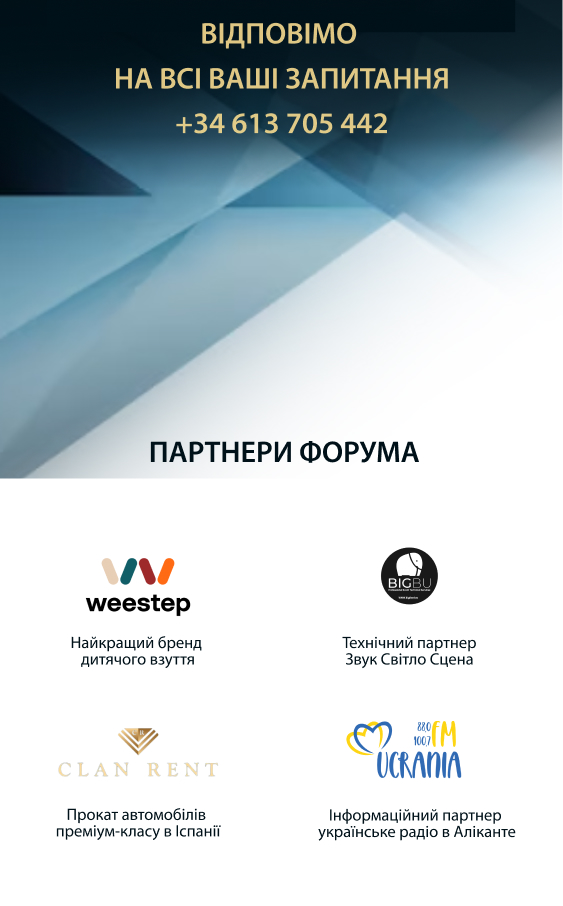 ВІДПОВІМО
НА ВСІ ВАШІ ЗАПИТАННЯ
+34 613 705 442
ПАРТНЕРИ ФОРУМА
weestep
Найкращий бренд
дитячого взуття
BIGBU
Технічний партнер
Звук Світло Сцена
CLAN RENT
Прокат автомобілів
преміум-класу в Іспанії
88.0
100.7
FM
UCRANIA
Інформаційний партнер
українське радіо в Аліканте